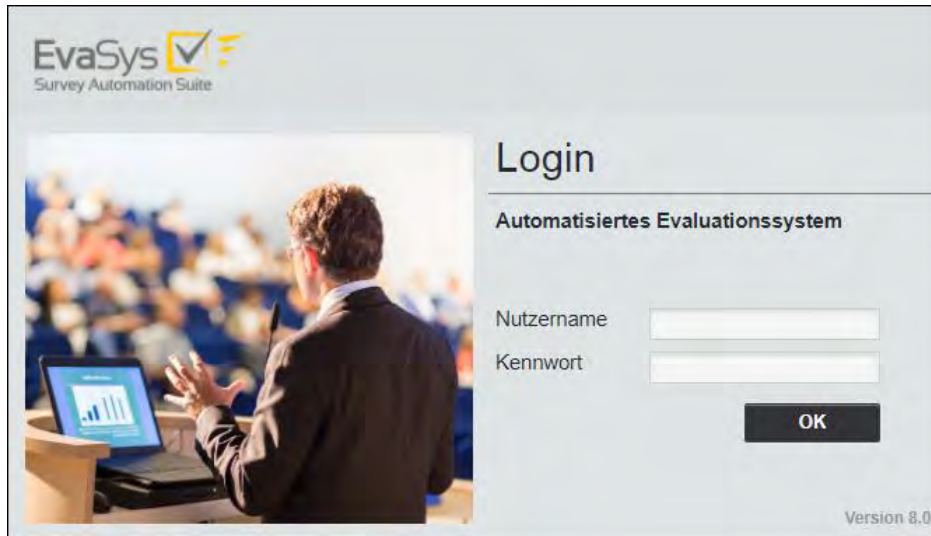 EvaSys
Survey Automation Suite
Login
Automatisiertes Evaluationssystem
Nutzername
Kennwort
OK
Version 8.0